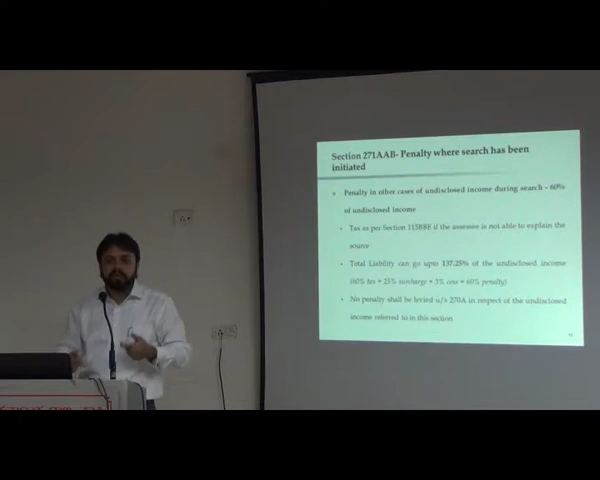 Section 271AAB- Penalty where search has been
initiated
Penalty in other cases of undisclosed income during search - 60%
of undisclosed income
Tax as per Section 115BBE if the assessee is not able to explain the
source
Total Liability can go upto 137.25% of the undisclosed income
(60% tax + 25% surcharge + 3% cess + 60% penalty)
No penalty shall be levied u/s 270A in respect of the undisclosed
income referred to in this section